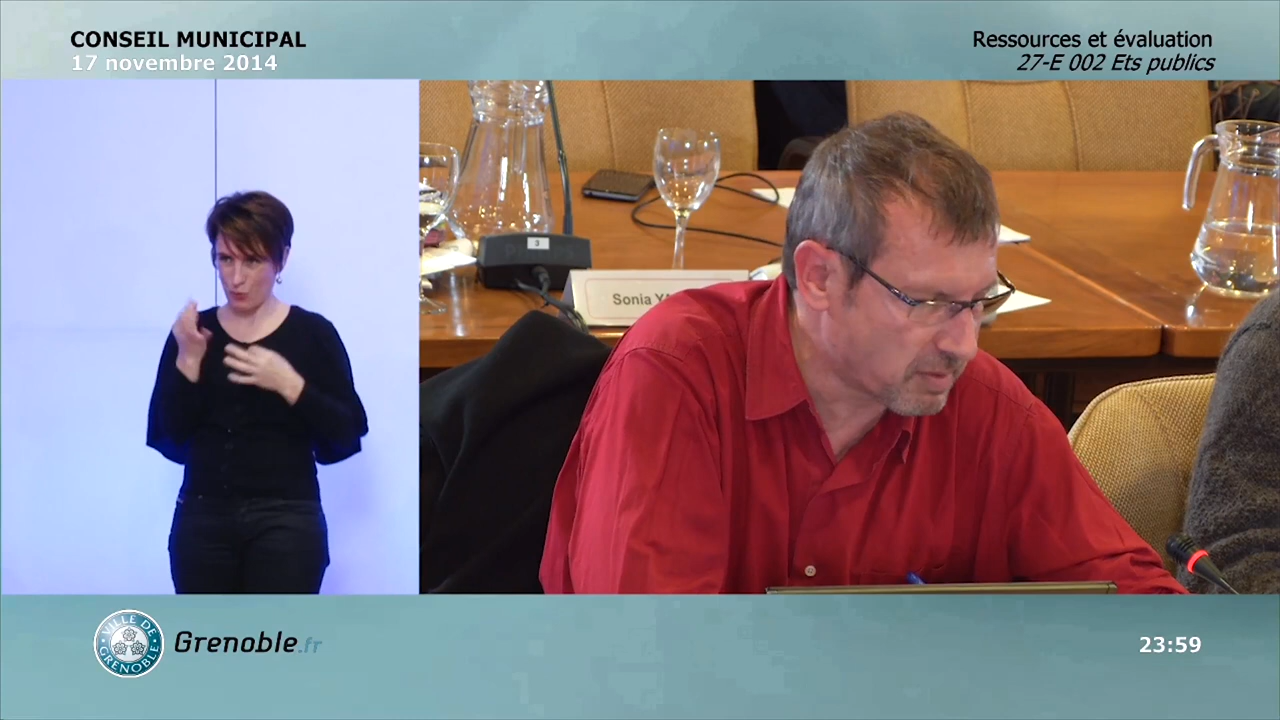 CONSEIL MUNICIPAL
17 novembre 2014
Ressources et évaluation
27-E 002 Ets publics
3
Sonia
VILLE DE
GRENOBLE
Grenoble.fr
23:59